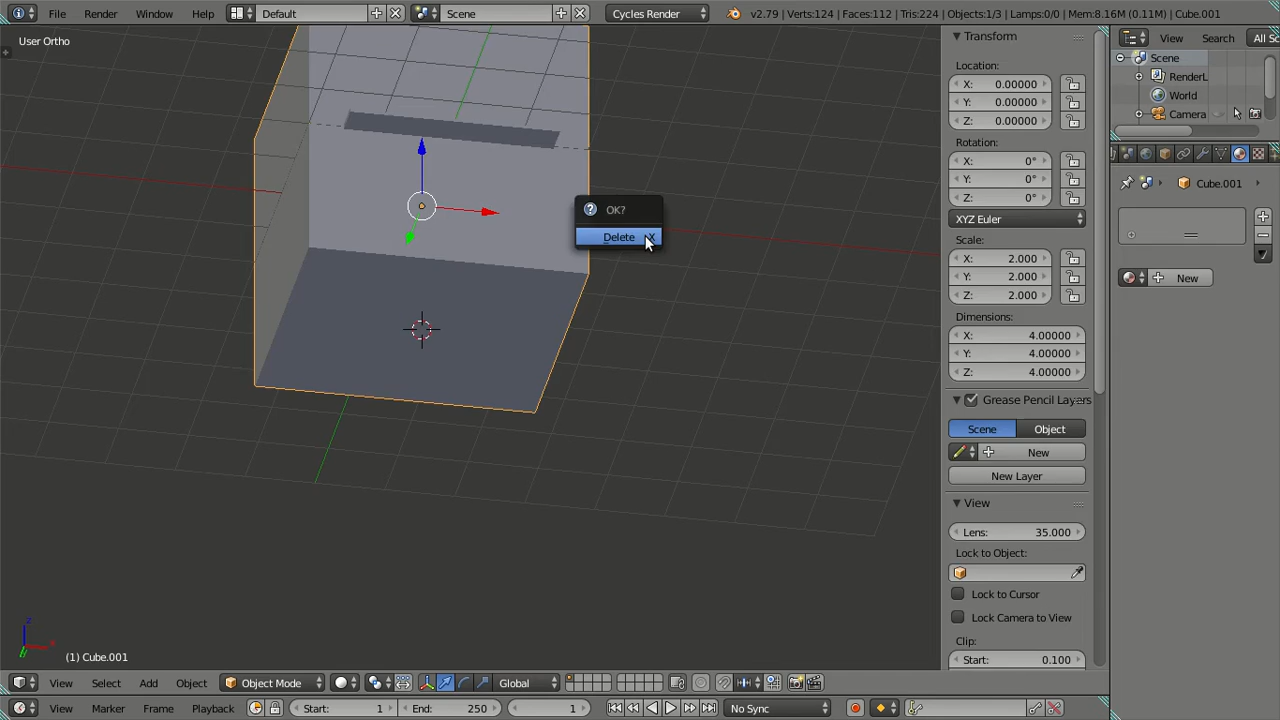 File Render Window Help Default Scene Cycles Render v2.79 | Verts:124 | Faces:112 | Tris:224 | Objects:1/3 | Lamps:0/0 | Mem:8.16M (0.11M) | Cube.001
User Ortho
Transform
View Search All Sc
Location:
Scene
X: 0.00000
RenderL
Y: 0.00000
World
Z: 0.00000
Camera
Rotation:
X: 0°
Y: 0°
Z: 0°
Cube.001
OK?
Delete X
XYZ Euler
Scale:
X: 2.000
Y: 2.000
New
Z: 2.000
Dimensions:
X: 4.00000
Y: 4.00000
Z: 4.00000
Grease Pencil Layers
Scene Object
New
New Layer
View
Lens: 35.000
Lock to Object:
Lock to Cursor
Lock Camera to View
Clip:
Start: 0.100
z
x
(1) Cube.001
View Select Add Object Object Mode Global
View Marker Frame Playback Start: 1 End: 250 1 No Sync